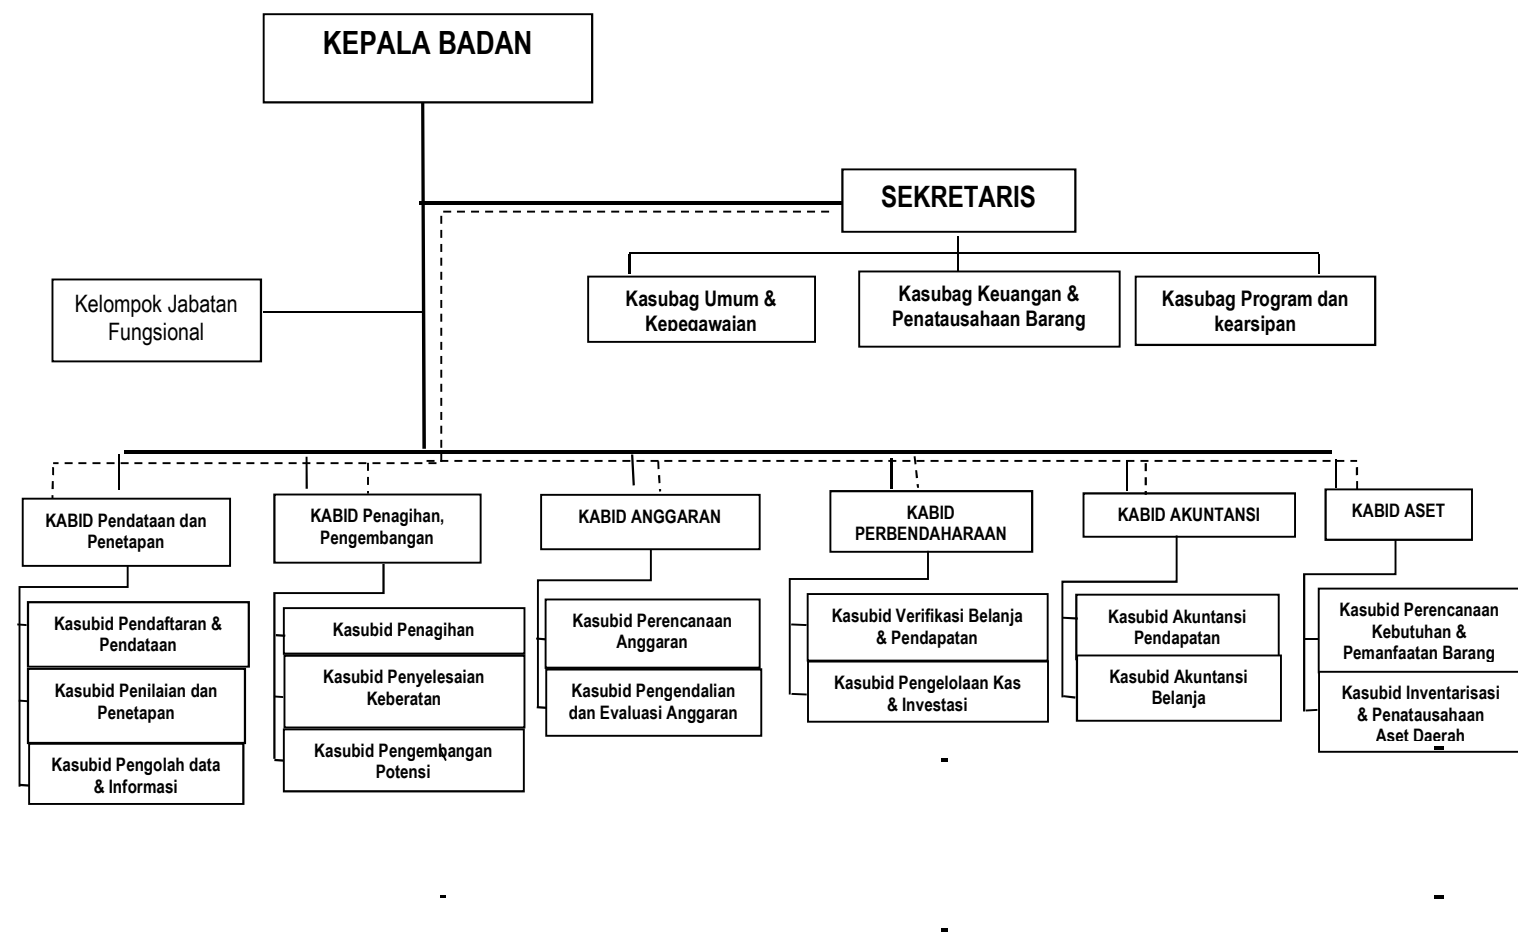 KEPALA BADAN
SEKRETARIS
Kelompok Jabatan
Fungsional
Kasubag Umum &
Kepegawaian
Kasubag Keuangan &
Penatausahaan Barang
Kasubag Program dan
kearsipan
KABID Pendataan dan
Penetapan
KABID Penagihan,
Pengembangan
KABID ANGGARAN
KABID
PERBENDAHARAAN
KABID AKUNTANSI
KABID ASET
Kasubid Pendaftaran &
Pendataan
Kasubid Penilaian dan
Penetapan
Kasubid Pengolah data
& Informasi
Kasubid Penagihan
Kasubid Penyelesaian
Keberatan
Kasubid Pengembangan
Potensi
Kasubid Perencanaan
Anggaran
Kasubid Pengendalian
dan Evaluasi Anggaran
Kasubid Verifikasi Belanja
& Pendapatan
Kasubid Pengelolaan Kas
& Investasi
Kasubid Akuntansi
Pendapatan
Kasubid Akuntansi
Belanja
Kasubid Perencanaan
Kebutuhan &
Pemanfaatan Barang
Kasubid Inventarisasi
& Penatausahaan
Aset Daerah